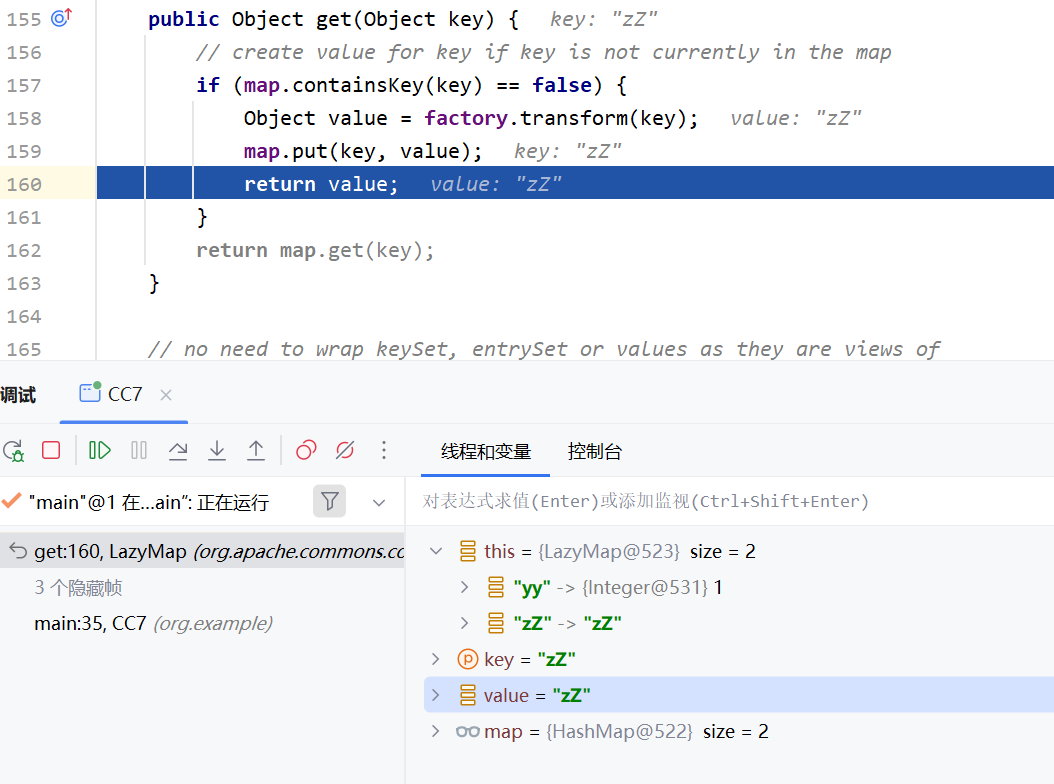 155 public Object get(Object key) { key: "zZ"
156 // create value for key if key is not currently in the map
157 if (map.containsKey(key) == false) {
158 Object value = factory.transform(key); value: "zZ"
159 map.put(key, value); key: "zZ"
160 return value; value: "zZ"
161 }
162 return map.get(key);
163 }
164
165 // no need to wrap keySet, entrySet or values as they are views of
调试 CC7
线程和变量 控制台
"main"@1 在…ain": 正在运行
对表达式求值(Enter)或添加监视(Ctrl+Shift+Enter)
get:160, LazyMap (org.apache.commons.co
3 个隐藏帧
main:35, CC7 (org.example)
this = {LazyMap@523} size = 2
"yy" -> {Integer@531} 1
"zZ" -> "zZ"
key = "zZ"
value = "zZ"
map = {HashMap@522} size = 2